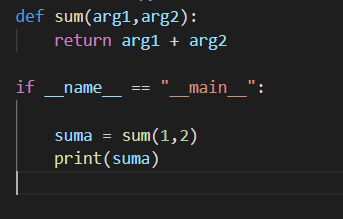 def sum(arg1,arg2):
    return arg1 + arg2

if __name__ == "__main__":

    suma = sum(1,2)
    print(suma)